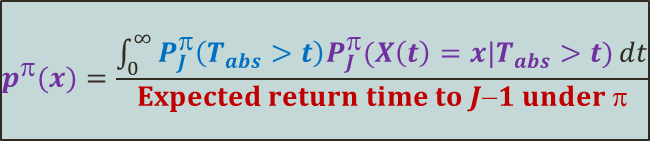 p^π(x) = ∫_0^∞ P_J^π(T_abs > t) P_J^π(X(t) = x|T_abs > t) dt
Expected return time to J−1 under π